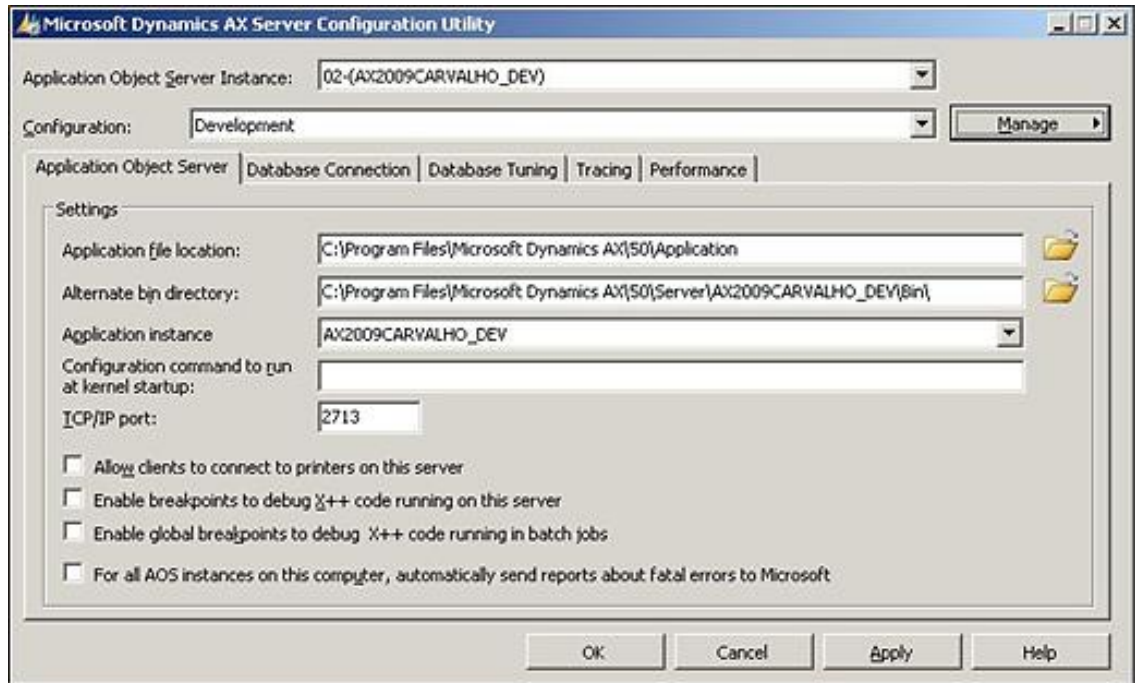 Microsoft Dynamics AX Server Configuration Utility
Application Object Server Instance: 02-(AX2009CARVALHO_DEV)
Configuration: Development Manage
Application Object Server Database Connection Database Tuning Tracing Performance
Settings
Application file location: C:\Program Files\Microsoft Dynamics AX\50\Application
Alternate bin directory: C:\Program Files\Microsoft Dynamics AX\50\Server\AX2009CARVALHO_DEV\Bin\
Application instance AX2009CARVALHO_DEV
Configuration command to run
at kernel startup:
TCP/IP port: 2713
Allow clients to connect to printers on this server
Enable breakpoints to debug X++ code running on this server
Enable global breakpoints to debug X++ code running in batch jobs
For all AOS instances on this computer, automatically send reports about fatal errors to Microsoft
OK Cancel Apply Help